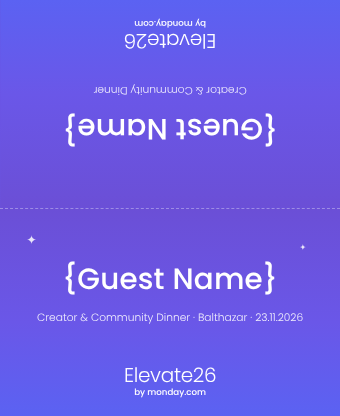 by monday.com
Elevate26
Creator & Community Dinner
{Guest Name}
{Guest Name}
Creator & Community Dinner · Balthazar · 23.11.2026
Elevate26
by monday.com